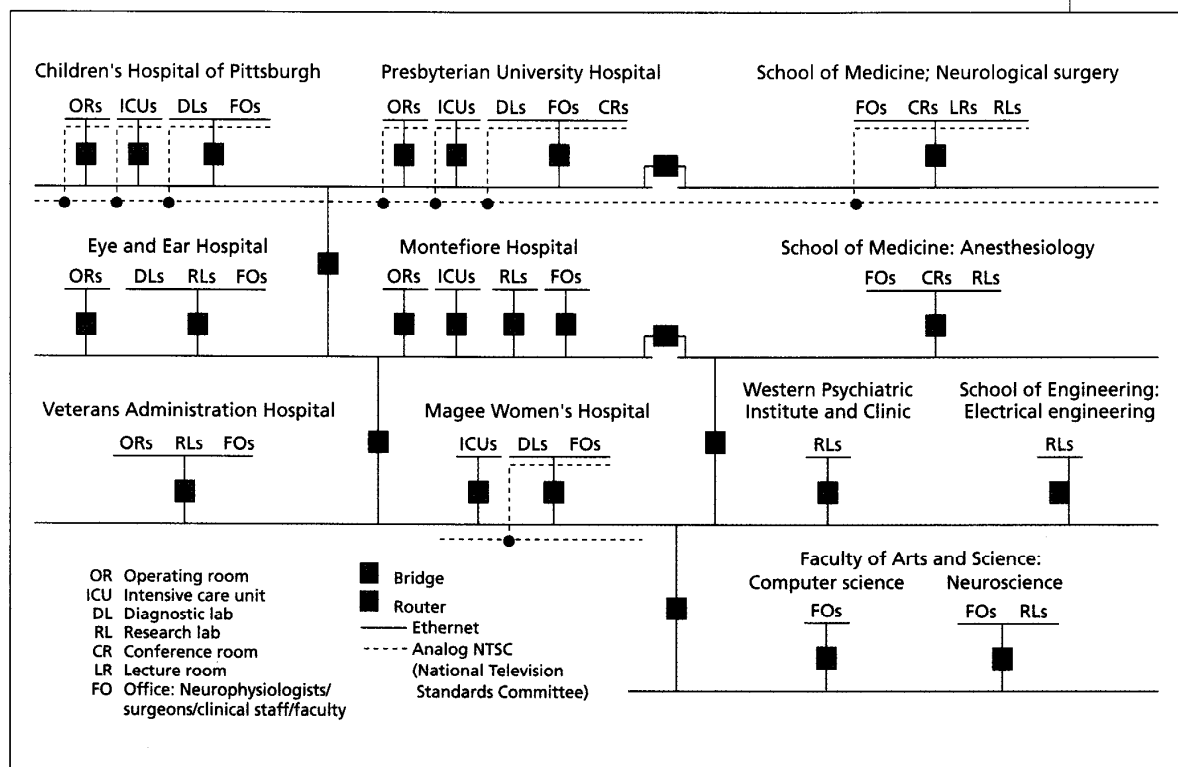 Children's Hospital of Pittsburgh
ORs ICUs DLs FOs
Presbyterian University Hospital
ORs ICUs DLs FOs CRs
School of Medicine; Neurological surgery
FOs CRs LRs RLs
Eye and Ear Hospital
ORs DLs RLs FOs
Montefiore Hospital
ORs ICUs RLs FOs
School of Medicine: Anesthesiology
FOs CRs RLs
Veterans Administration Hospital
ORs RLs FOs
Magee Women's Hospital
ICUs DLs FOs
Western Psychiatric
Institute and Clinic
RLs
School of Engineering:
Electrical engineering
RLs
Faculty of Arts and Science:
Computer science Neuroscience
FOs FOs RLs
OR Operating room
ICU Intensive care unit
DL Diagnostic lab
RL Research lab
CR Conference room
LR Lecture room
FO Office: Neurophysiologists/
surgeons/clinical staff/faculty
Bridge
Router
Ethernet
Analog NTSC
(National Television
Standards Committee)